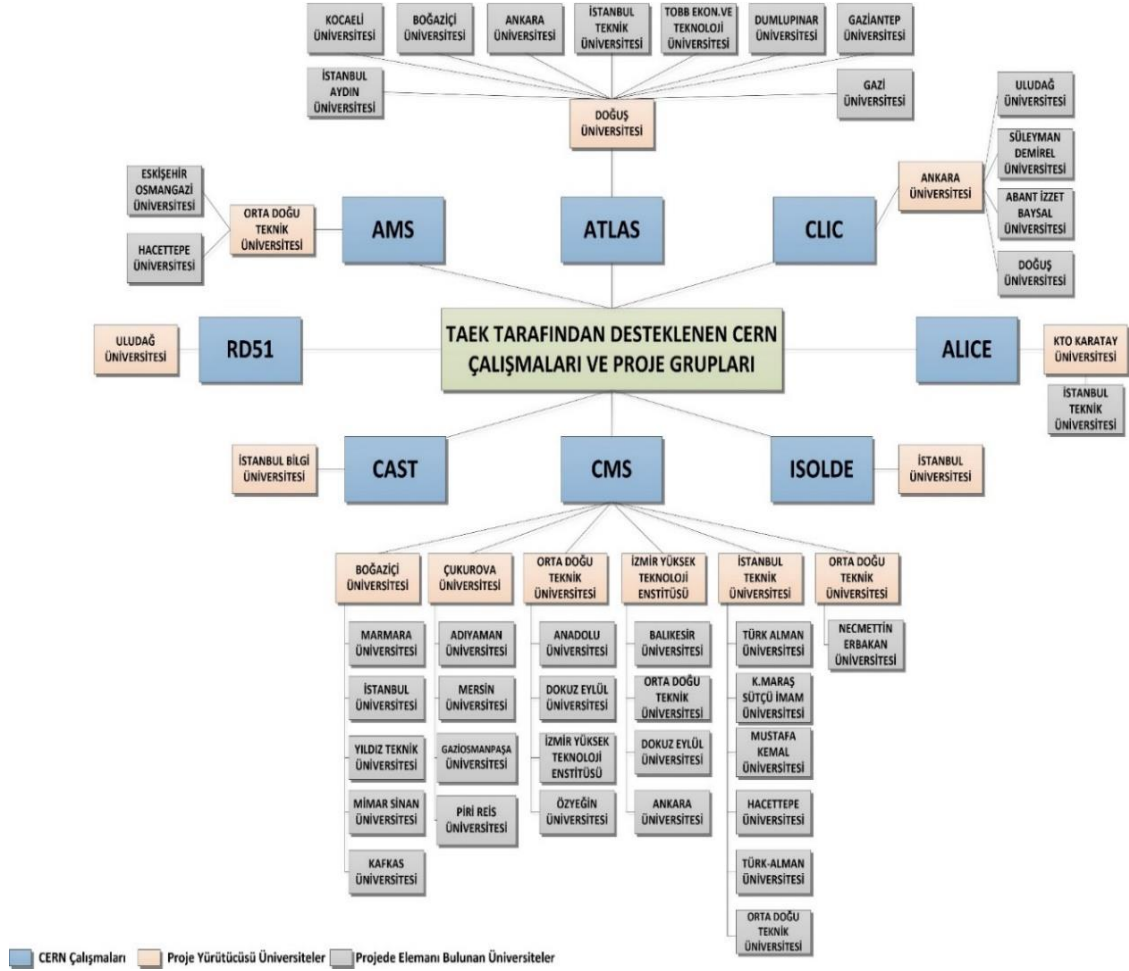 KOCAELİ
ÜNİVERSİTESİ
BOĞAZİÇİ
ÜNİVERSİTESİ
ANKARA
ÜNİVERSİTESİ
İSTANBUL
TEKNİK
ÜNİVERSİTESİ
TOBB EKON.VE
TEKNOLOJİ
ÜNİVERSİTESİ
DUMLUPINAR
ÜNİVERSİTESİ
GAZİANTEP
ÜNİVERSİTESİ
İSTANBUL
AYDIN
ÜNİVERSİTESİ
GAZİ
ÜNİVERSİTESİ
DOĞUŞ
ÜNİVERSİTESİ
ULUDAĞ
ÜNİVERSİTESİ
SÜLEYMAN
DEMİREL
ÜNİVERSİTESİ
ABANT İZZET
BAYSAL
ÜNİVERSİTESİ
DOĞUŞ
ÜNİVERSİTESİ
ANKARA
ÜNİVERSİTESİ
ESKİŞEHİR
OSMANGAZİ
ÜNİVERSİTESİ
HACETTEPE
ÜNİVERSİTESİ
ORTA DOĞU
TEKNİK
ÜNİVERSİTESİ
AMS
ATLAS
CLIC
ULUDAĞ
ÜNİVERSİTESİ
RD51
TAEK TARAFINDAN DESTEKLENEN CERN
ÇALIŞMALARI VE PROJE GRUPLARI
ALICE
KTO KARATAY
ÜNİVERSİTESİ
İSTANBUL
TEKNİK
ÜNİVERSİTESİ
İSTANBUL BİLGİ
ÜNİVERSİTESİ
CAST
CMS
ISOLDE
İSTANBUL
ÜNİVERSİTESİ
BOĞAZİÇİ
ÜNİVERSİTESİ
MARMARA
ÜNİVERSİTESİ
İSTANBUL
ÜNİVERSİTESİ
YILDIZ TEKNİK
ÜNİVERSİTESİ
MİMAR SİNAN
ÜNİVERSİTESİ
KAFKAS
ÜNİVERSİTESİ
ÇUKUROVA
ÜNİVERSİTESİ
ADIYAMAN
ÜNİVERSİTESİ
MERSİN
ÜNİVERSİTESİ
GAZİOSMANPAŞA
ÜNİVERSİTESİ
PİRİ REİS
ÜNİVERSİTESİ
ORTA DOĞU
TEKNİK
ÜNİVERSİTESİ
ANADOLU
ÜNİVERSİTESİ
DOKUZ EYLÜL
ÜNİVERSİTESİ
İZMİR YÜKSEK
TEKNOLOJİ
ENSTİTÜSÜ
ÖZYEĞİN
ÜNİVERSİTESİ
İZMİR YÜKSEK
TEKNOLOJİ
ENSTİTÜSÜ
BALIKESİR
ÜNİVERSİTESİ
ORTA DOĞU
TEKNİK
ÜNİVERSİTESİ
DOKUZ EYLÜL
ÜNİVERSİTESİ
ANKARA
ÜNİVERSİTESİ
İSTANBUL
TEKNİK
ÜNİVERSİTESİ
TÜRK ALMAN
ÜNİVERSİTESİ
K.MARAŞ
SÜTÇÜ İMAM
ÜNİVERSİTESİ
MUSTAFA
KEMAL
ÜNİVERSİTESİ
HACETTEPE
ÜNİVERSİTESİ
TÜRK-ALMAN
ÜNİVERSİTESİ
ORTA DOĞU
TEKNİK
ÜNİVERSİTESİ
ORTA DOĞU
TEKNİK
ÜNİVERSİTESİ
NECMETTİN
ERBAKAN
ÜNİVERSİTESİ
CERN Çalışmaları
Proje Yürütücüsü Üniversiteler
Projede Elemanı Bulunan Üniversiteler